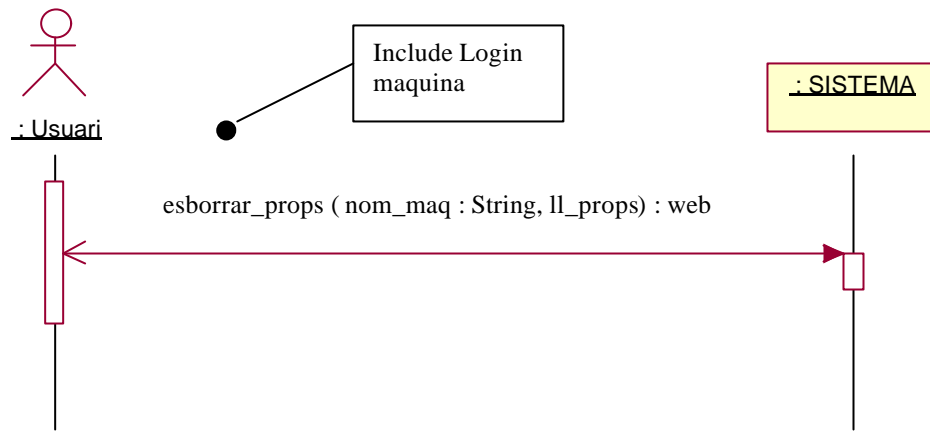 Include Login
maquina
: SISTEMA
: Usuari
esborrar_props ( nom_maq : String, ll_props) : web